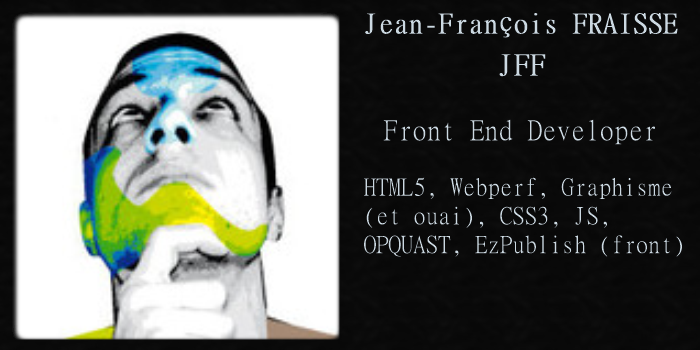 Jean-François FRAISSE
JFF
Front End Developer
HTML5, Webperf, Graphisme
(et ouai), CSS3, JS,
OPQUAST, EzPublish (front)